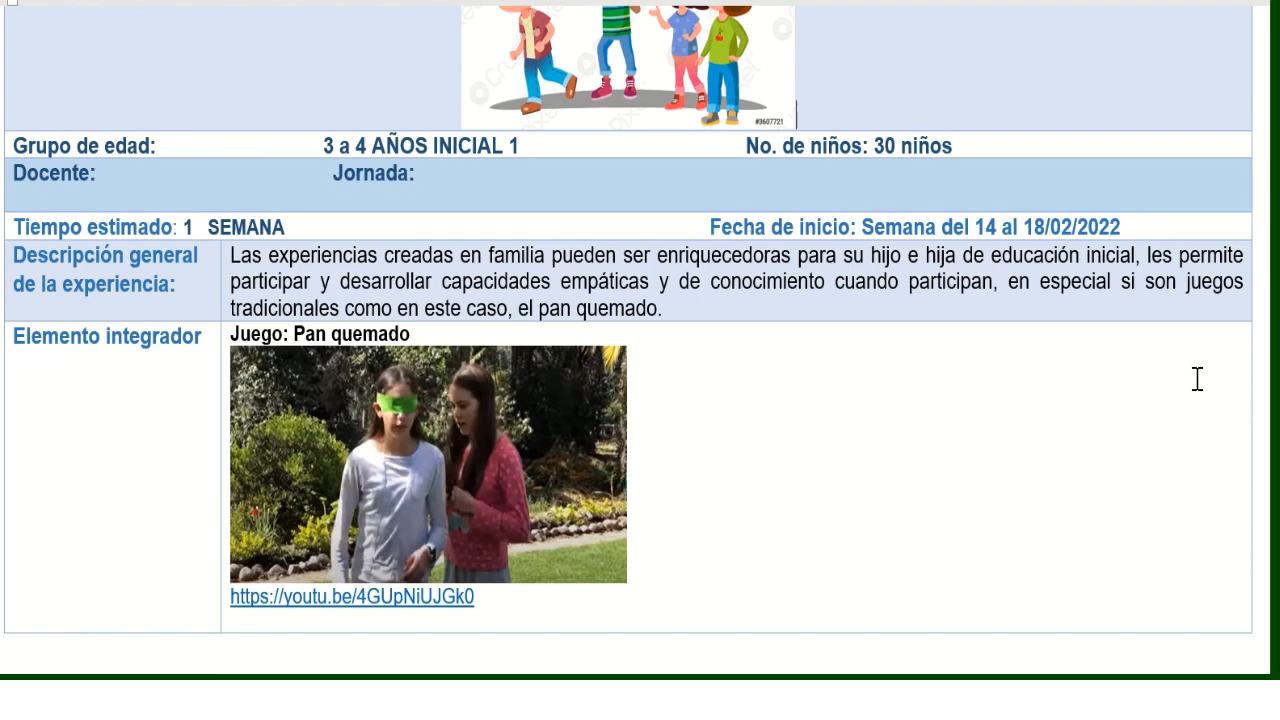 #3607721
Grupo de edad: 3 a 4 AÑOS INICIAL 1 No. de niños: 30 niños
Docente: Jornada:
Tiempo estimado: 1 SEMANA Fecha de inicio: Semana del 14 al 18/02/2022
Descripción general
de la experiencia:
Las experiencias creadas en familia pueden ser enriquecedoras para su hijo e hija de educación inicial, les permite
participar y desarrollar capacidades empáticas y de conocimiento cuando participan, en especial si son juegos
tradicionales como en este caso, el pan quemado.
Elemento integrador
Juego: Pan quemado
https://youtu.be/4GUpNiUJGk0